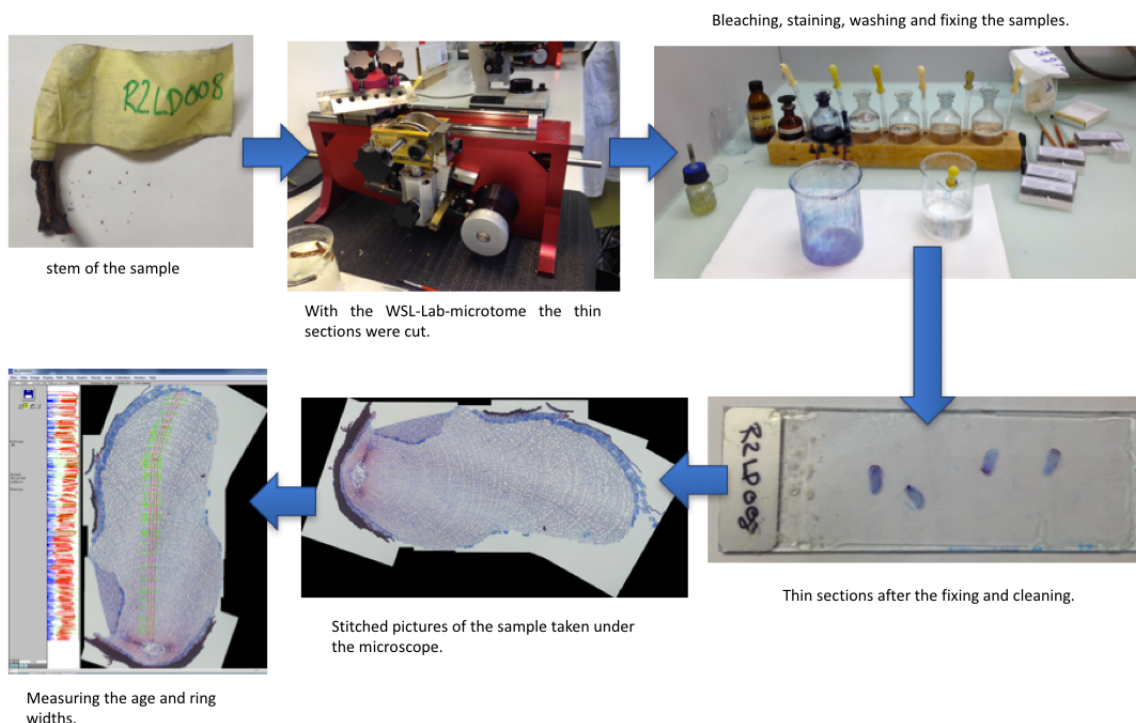 Bleaching, staining, washing and fixing the samples.
R2LD008
stem of the sample
With the WSL-Lab-microtome the thin
sections were cut.
R2LD008
Thin sections after the fixing and cleaning.
Stitched pictures of the sample taken under
the microscope.
Measuring the age and ring
widths.